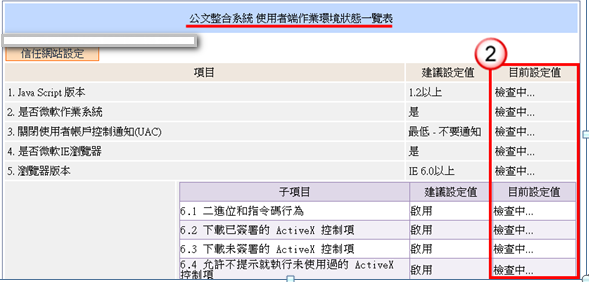 公文整合系統 使用者端作業環境狀態一覽表
信任網站設定
2
項目 建議設定值 目前設定值
1. Java Script 版本 1.2以上 檢查中...
2. 是否微軟作業系統 是 檢查中...
3. 關閉使用者帳戶控制通知(UAC) 最低 - 不要通知 檢查中...
4. 是否微軟IE瀏覽器 是 檢查中...
5. 瀏覽器版本 IE 6.0以上 檢查中...
子項目 建議設定值 目前設定值
6.1 二進位和指令碼行為 啟用 檢查中...
6.2 下載已簽署的 ActiveX 控制項 啟用 檢查中...
6.3 下載未簽署的 ActiveX 控制項 啟用 檢查中...
6.4 允許不提示就執行未使用過的 ActiveX
控制項 啟用 檢查中...